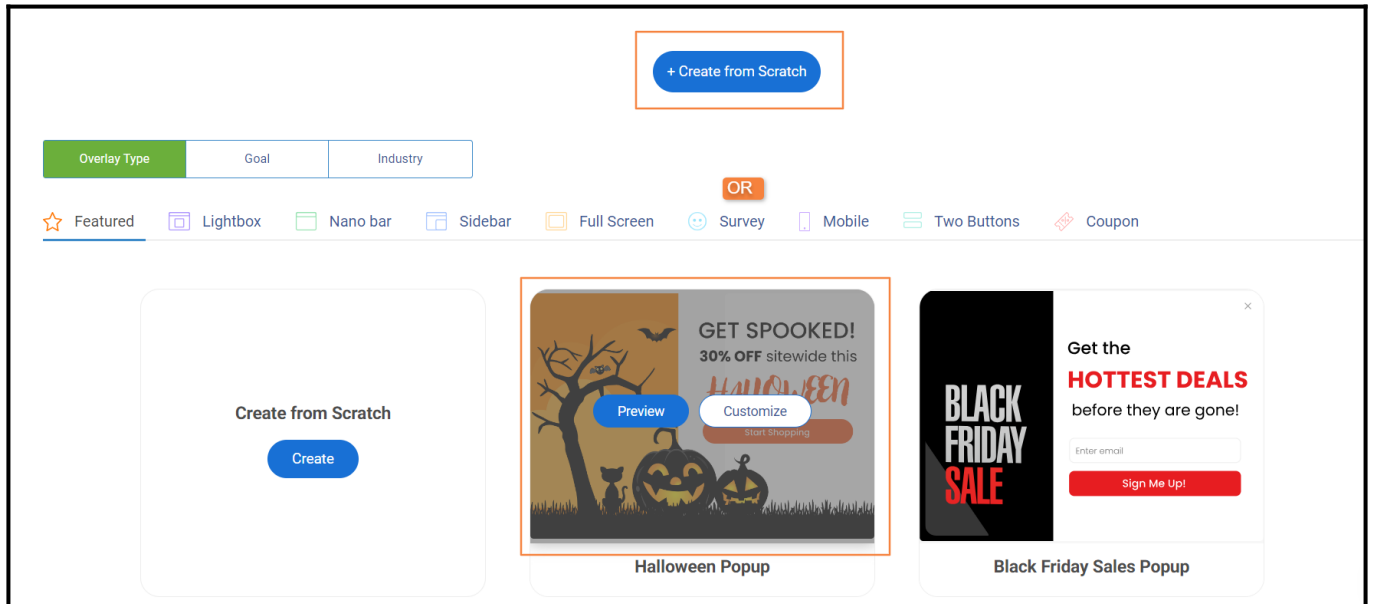 + Create from Scratch
Overlay Type Goal Industry
OR
Featured Lightbox Nano bar Sidebar Full Screen Survey Mobile Two Buttons Coupon
Create from Scratch
Create
GET SPOOKED!
30% OFF sitewide this
HALLOWEEN
Preview Customize
Start Shopping
Halloween Popup
×
BLACK
FRIDAY
SALE
Get the
HOTTEST DEALS
before they are gone!
Enter email
Sign Me Up!
Black Friday Sales Popup